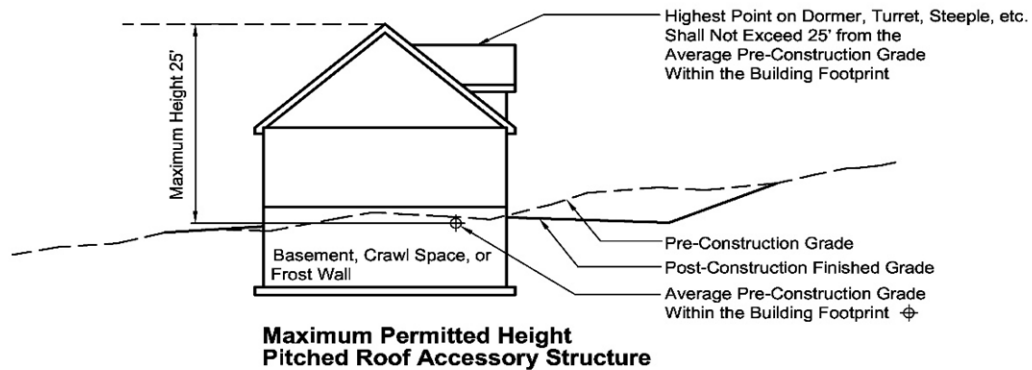 Highest Point on Dormer, Turret, Steeple, etc.
Shall Not Exceed 25' from the
Average Pre-Construction Grade
Within the Building Footprint
Maximum Height 25'
Basement, Crawl Space, or
Frost Wall
Pre-Construction Grade
Post-Construction Finished Grade
Average Pre-Construction Grade
Within the Building Footprint
Maximum Permitted Height
Pitched Roof Accessory Structure